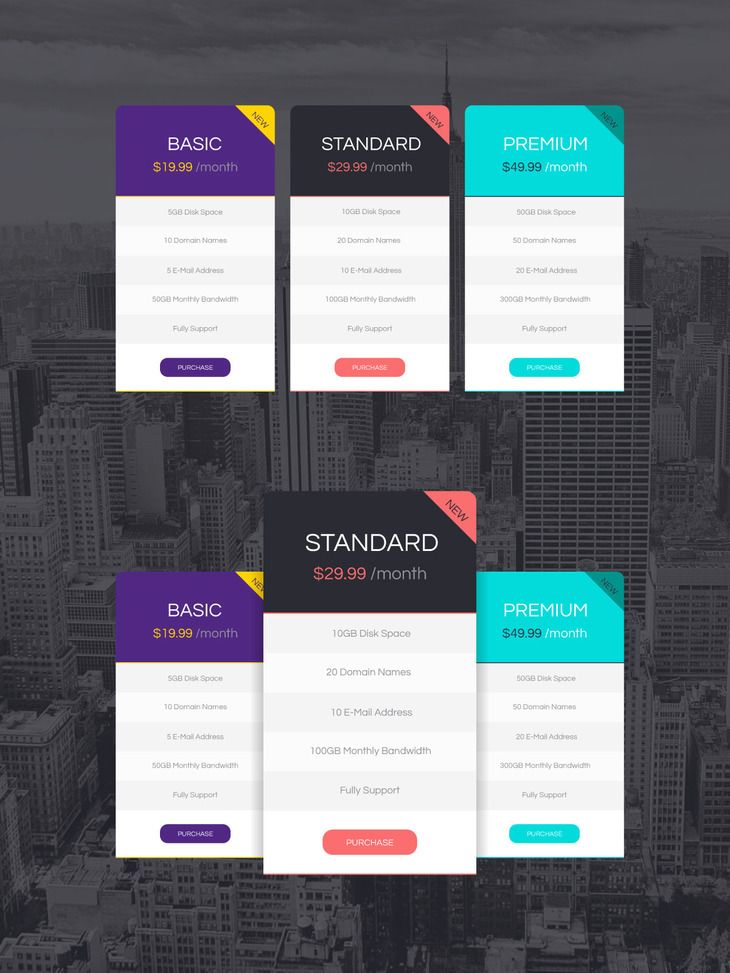 NEW
BASIC
$19.99 /month
5GB Disk Space
10 Domain Names
5 E-Mail Address
50GB Monthly Bandwidth
Fully Support
PURCHASE
NEW
STANDARD
$29.99 /month
10GB Disk Space
20 Domain Names
10 E-Mail Address
100GB Monthly Bandwidth
Fully Support
PURCHASE
NEW
PREMIUM
$49.99 /month
50GB Disk Space
50 Domain Names
20 E-Mail Address
300GB Monthly Bandwidth
Fully Support
PURCHASE
NEW
BASIC
$19.99 /month
5GB Disk Space
10 Domain Names
5 E-Mail Address
50GB Monthly Bandwidth
Fully Support
PURCHASE
NEW
STANDARD
$29.99 /month
10GB Disk Space
20 Domain Names
10 E-Mail Address
100GB Monthly Bandwidth
Fully Support
PURCHASE
NEW
PREMIUM
$49.99 /month
50GB Disk Space
50 Domain Names
20 E-Mail Address
300GB Monthly Bandwidth
Fully Support
PURCHASE